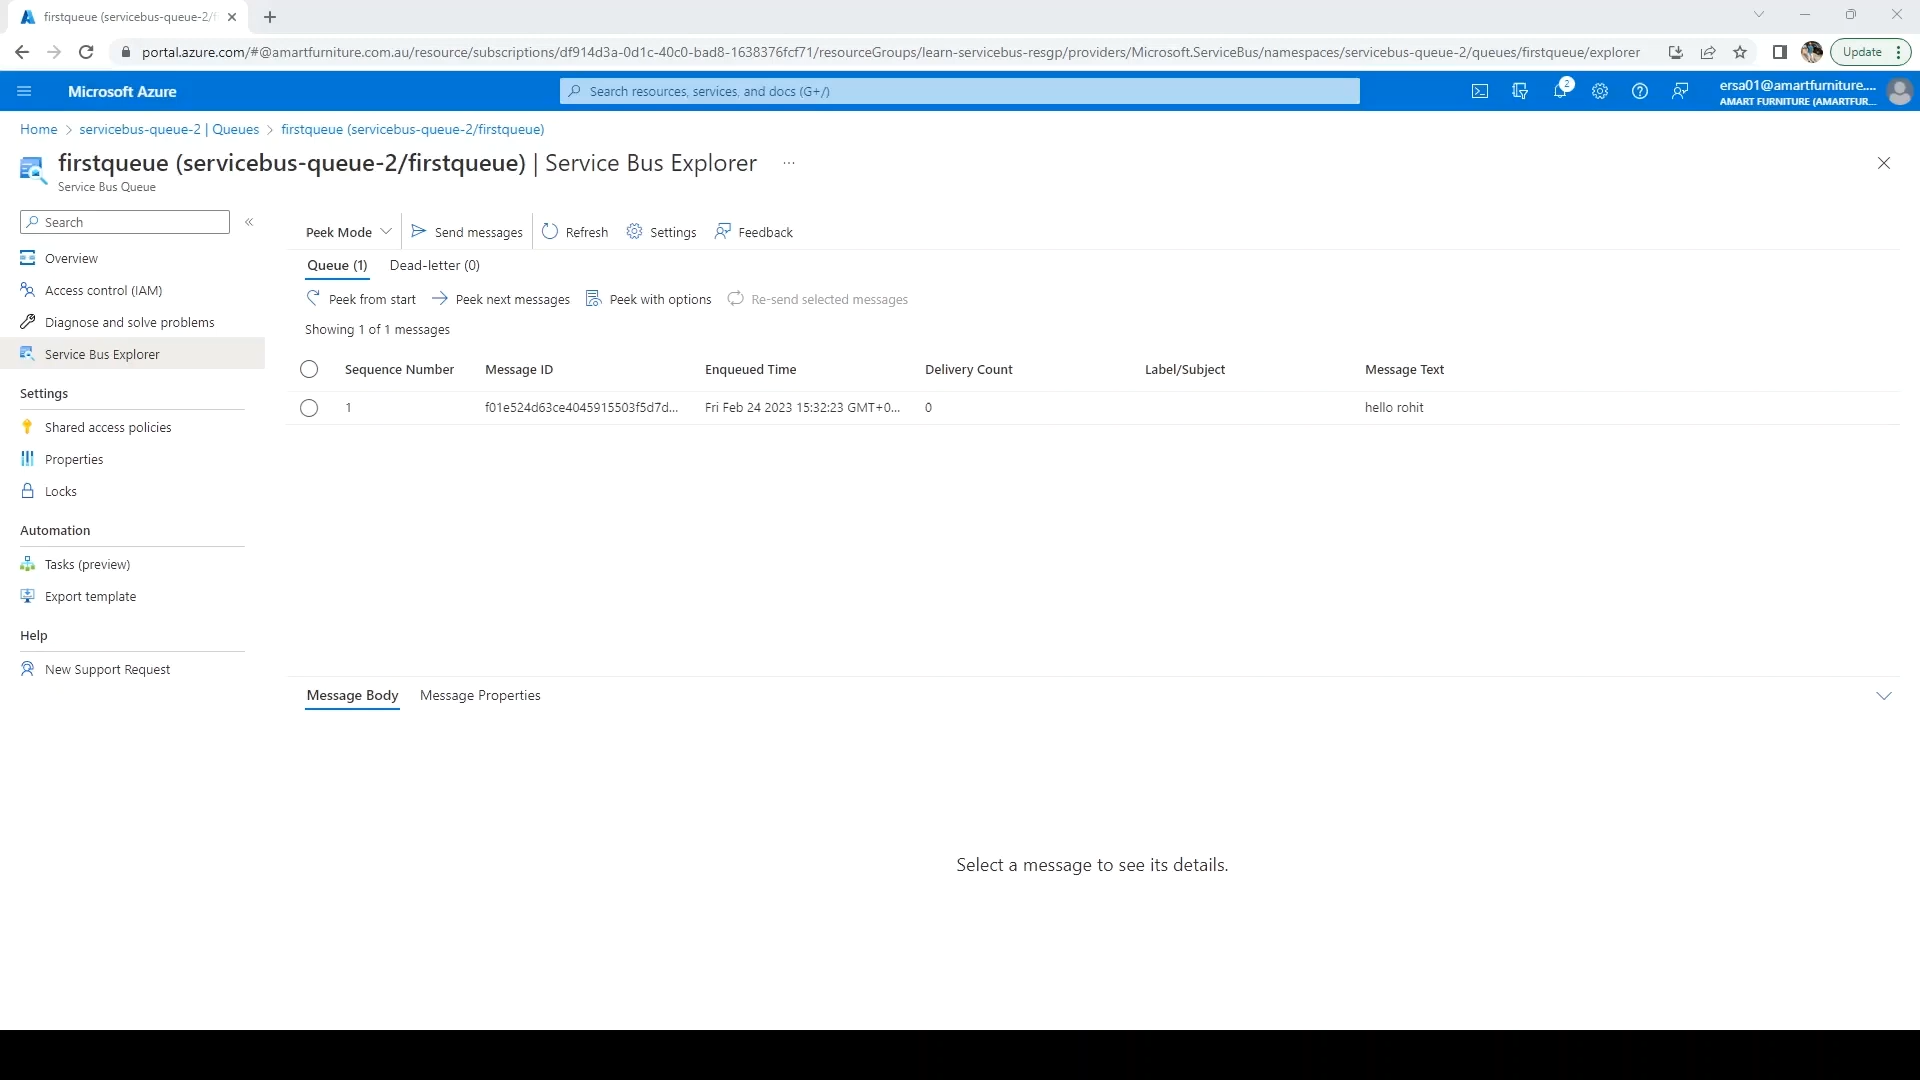 firstqueue (servicebus-queue-2/f
portal.azure.com/#@amartfurniture.com.au/resource/subscriptions/df914d3a-0d1c-40c0-bad8-1638376fcf71/resourceGroups/learn-servicebus-resgp/providers/Microsoft.ServiceBus/namespaces/servicebus-queue-2/queues/firstqueue/explorer
Update
Microsoft Azure
Search resources, services, and docs (G+/)
2
ersa01@amartfurniture....
AMART FURNITURE (AMARTFUR...
Home > servicebus-queue-2 | Queues > firstqueue (servicebus-queue-2/firstqueue)
firstqueue (servicebus-queue-2/firstqueue) | Service Bus Explorer ...
Service Bus Queue
Search
Overview
Access control (IAM)
Diagnose and solve problems
Service Bus Explorer
Settings
Shared access policies
Properties
Locks
Automation
Tasks (preview)
Export template
Help
New Support Request
Peek Mode Send messages Refresh Settings Feedback
Queue (1) Dead-letter (0)
Peek from start Peek next messages Peek with options Re-send selected messages
Showing 1 of 1 messages
Sequence Number Message ID Enqueued Time Delivery Count Label/Subject Message Text
1 f01e524d63ce4045915503f5d7d... Fri Feb 24 2023 15:32:23 GMT+0... 0 hello rohit
Message Body Message Properties
Select a message to see its details.